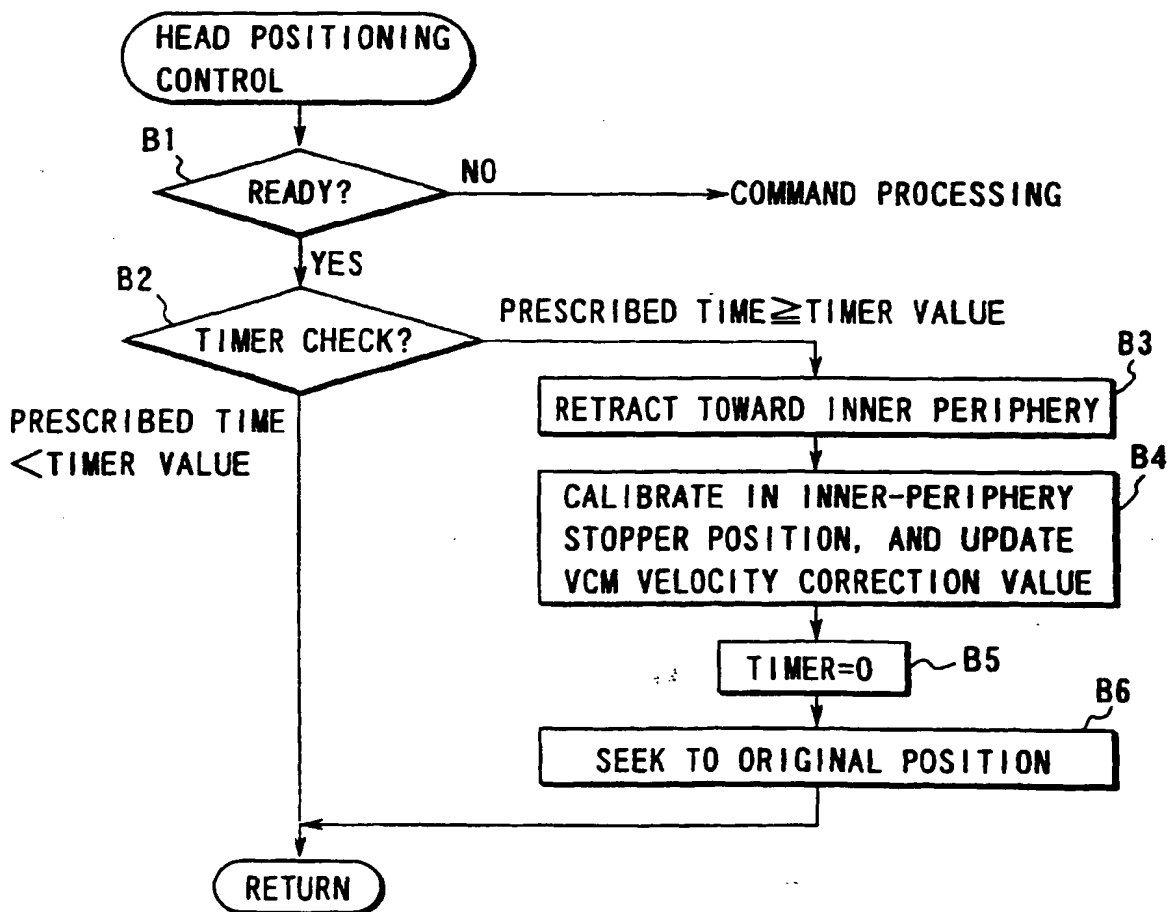 HEAD POSITIONING
CONTROL
B1
READY?
NO
COMMAND PROCESSING
YES
B2
TIMER CHECK?
PRESCRIBED TIME≧TIMER VALUE
PRESCRIBED TIME
<TIMER VALUE
B3
RETRACT TOWARD INNER PERIPHERY
B4
CALIBRATE IN INNER-PERIPHERY
STOPPER POSITION, AND UPDATE
VCM VELOCITY CORRECTION VALUE
TIMER=0
B5
B6
SEEK TO ORIGINAL POSITION
RETURN